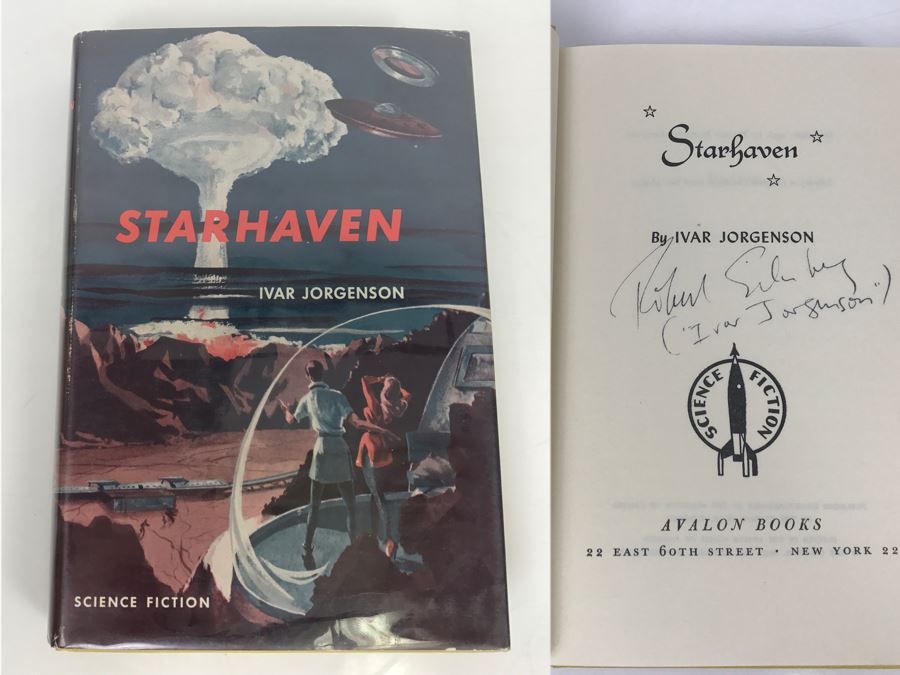 STARHAVEN
IVAR JORGENSON
SCIENCE FICTION
Starhaven
By IVAR JORGENSON
Robert Silverberg
("Ivar Jorgenson")
SCIENCE FICTION
AVALON BOOKS
22 EAST 60TH STREET • NEW YORK 22